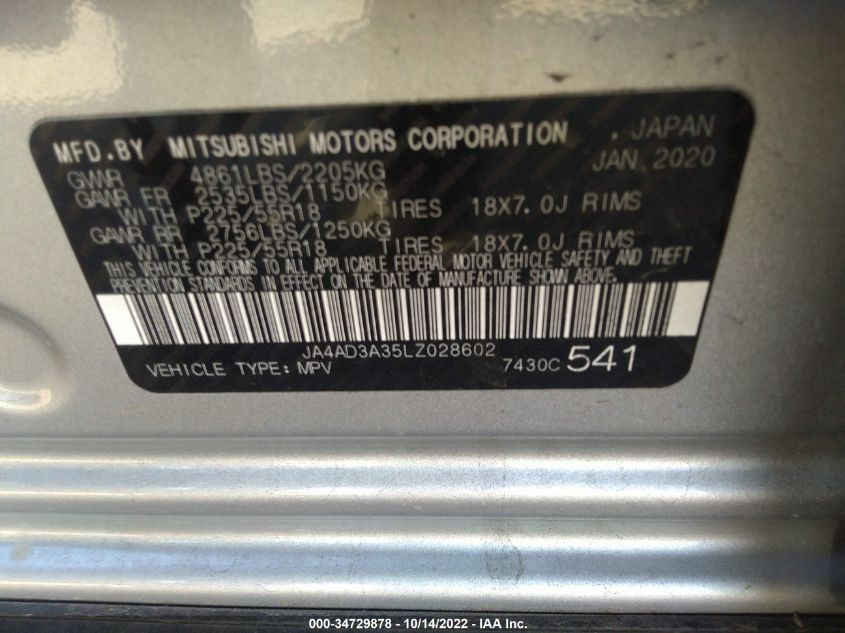 MFD.BY MITSUBISHI MOTORS CORPORATION . JAPAN
GVWR 4861LBS/2205KG JAN 2020
GAWR FR 2535LBS/1150KG
WITH P225/55R18 TIRES 18X7.0J RIMS
GAWR RR 2756LBS/1250KG
WITH P225/55R18 TIRES 18X7.0J RIMS
THIS VEHICLE CONFORMS TO ALL APPLICABLE FEDERAL MOTOR VEHICLE SAFETY AND THEFT
PREVENTION STANDARDS IN EFFECT ON THE DATE OF MANUFACTURE SHOWN ABOVE.
JA4AD3A35LZ028602
VEHICLE TYPE: MPV 7430C 541
000-34729878 - 10/14/2022 - IAA Inc.